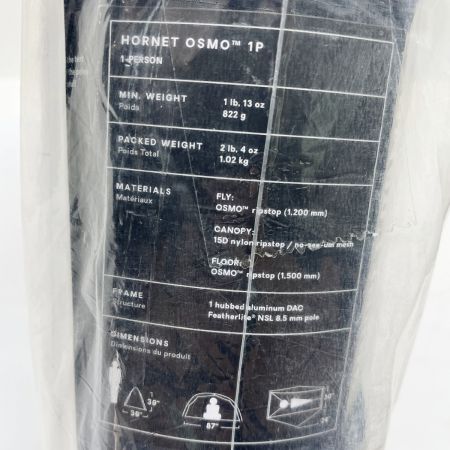 HORNET OSMO™ 1P
1-PERSON
MIN. WEIGHT
Poids
1 lb. 13 oz
822 g
PACKED WEIGHT
Poids Total
2 lb. 4 oz
1.02 kg
MATERIALS
Matériaux
FLY:
OSMO™ ripstop (1.200 mm)
CANOPY:
15D nylon ripstop / no-see-um mesh
FLOOR:
OSMO™ ripstop (1.500 mm)
FRAME
Structure
1 hubbed aluminum DAC
Featherlite® NSL 8.5 mm pole
DIMENSIONS
Dimensions du produit
39"
39"
87"